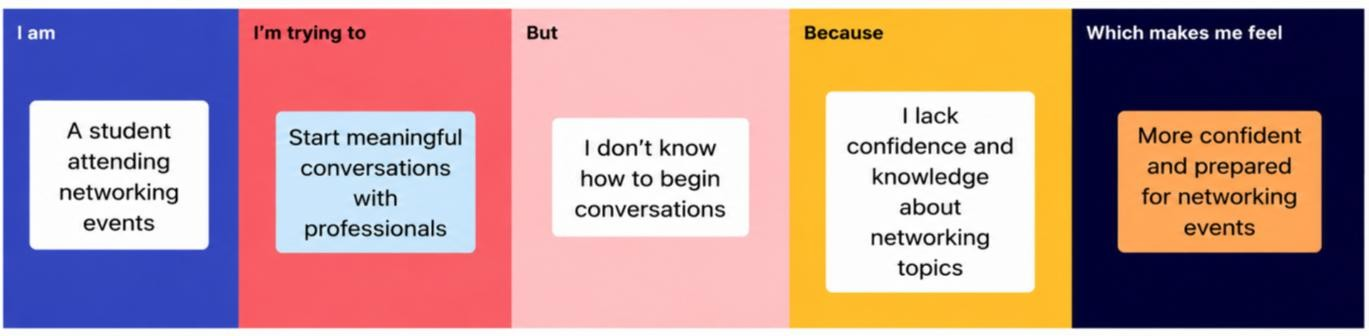 I am
A student
attending
networking
events
I’m trying to
Start meaningful
conversations
with
professionals
But
I don’t know
how to begin
conversations
Because
I lack
confidence and
knowledge
about
networking
topics
Which makes me feel
More confident
and prepared
for networking
events